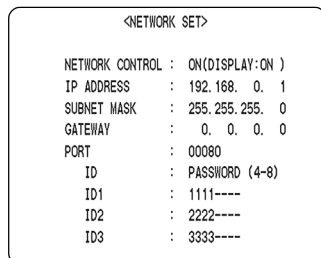 <NETWORK SET>
NETWORK CONTROL : ON(DISPLAY:ON )
IP ADDRESS : 192.168. 0. 1
SUBNET MASK : 255.255.255. 0
GATEWAY : 0. 0. 0. 0
PORT : 00080
ID : PASSWORD (4-8)
ID1 : 1111----
ID2 : 2222----
ID3 : 3333----